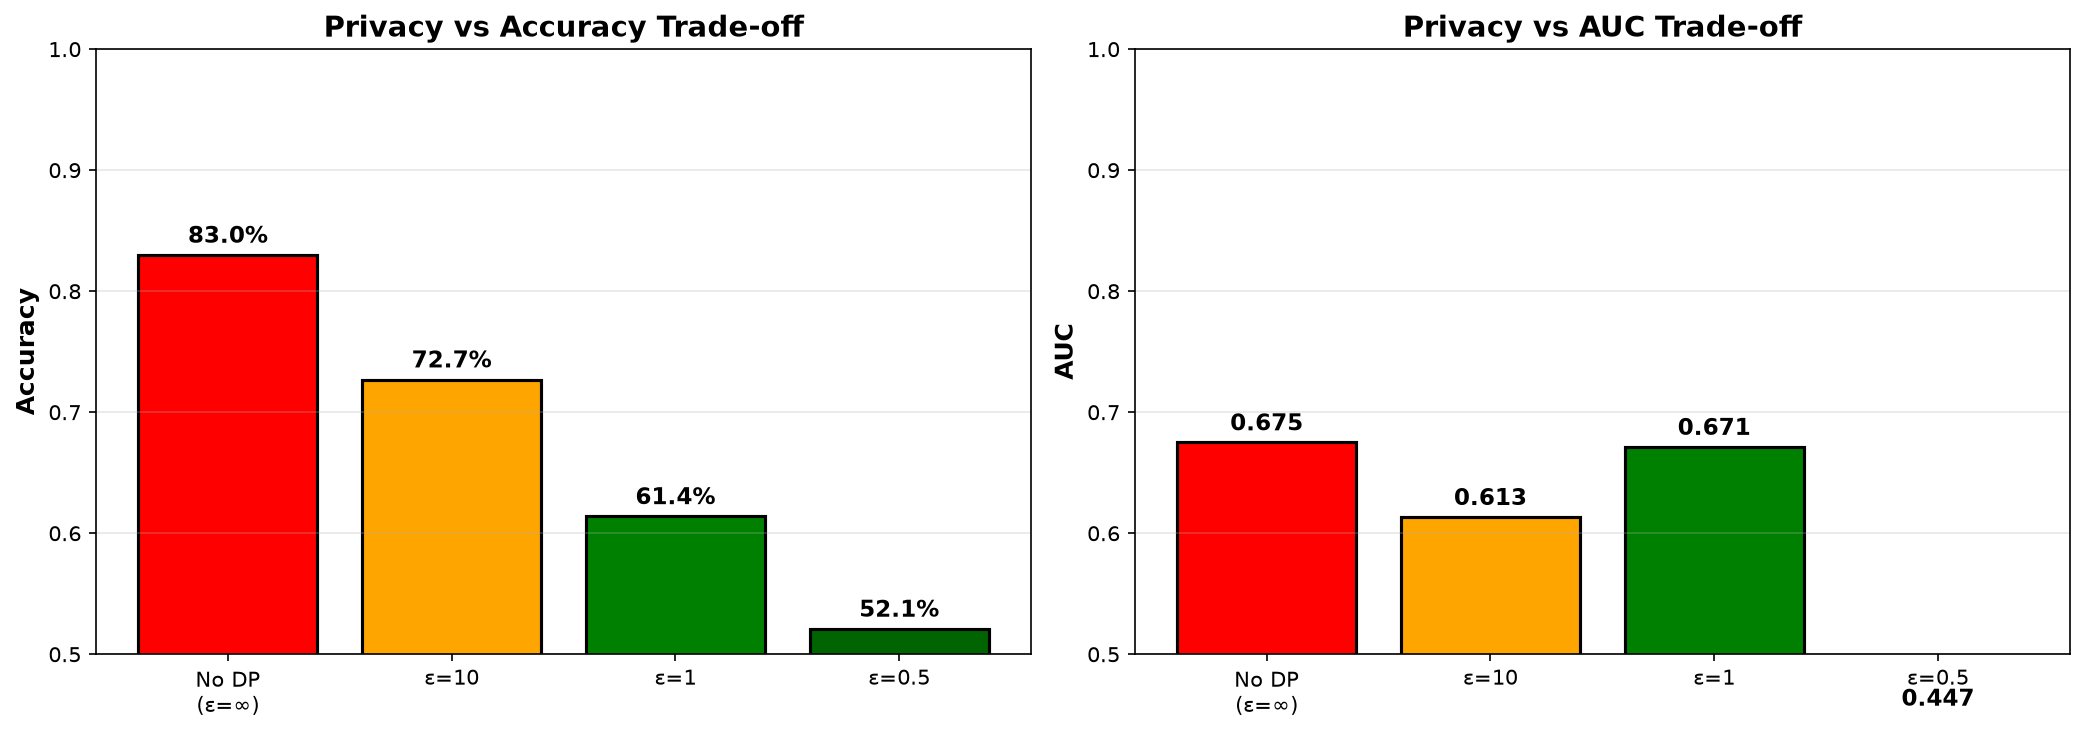 Privacy vs Accuracy Trade-off
Accuracy
1.0
0.9
0.8
0.7
0.6
0.5
83.0%
72.7%
61.4%
52.1%
No DP
(ε=∞)
ε=10
ε=1
ε=0.5
Privacy vs AUC Trade-off
AUC
1.0
0.9
0.8
0.7
0.6
0.5
0.675
0.613
0.671
No DP
(ε=∞)
ε=10
ε=1
ε=0.5
0.447